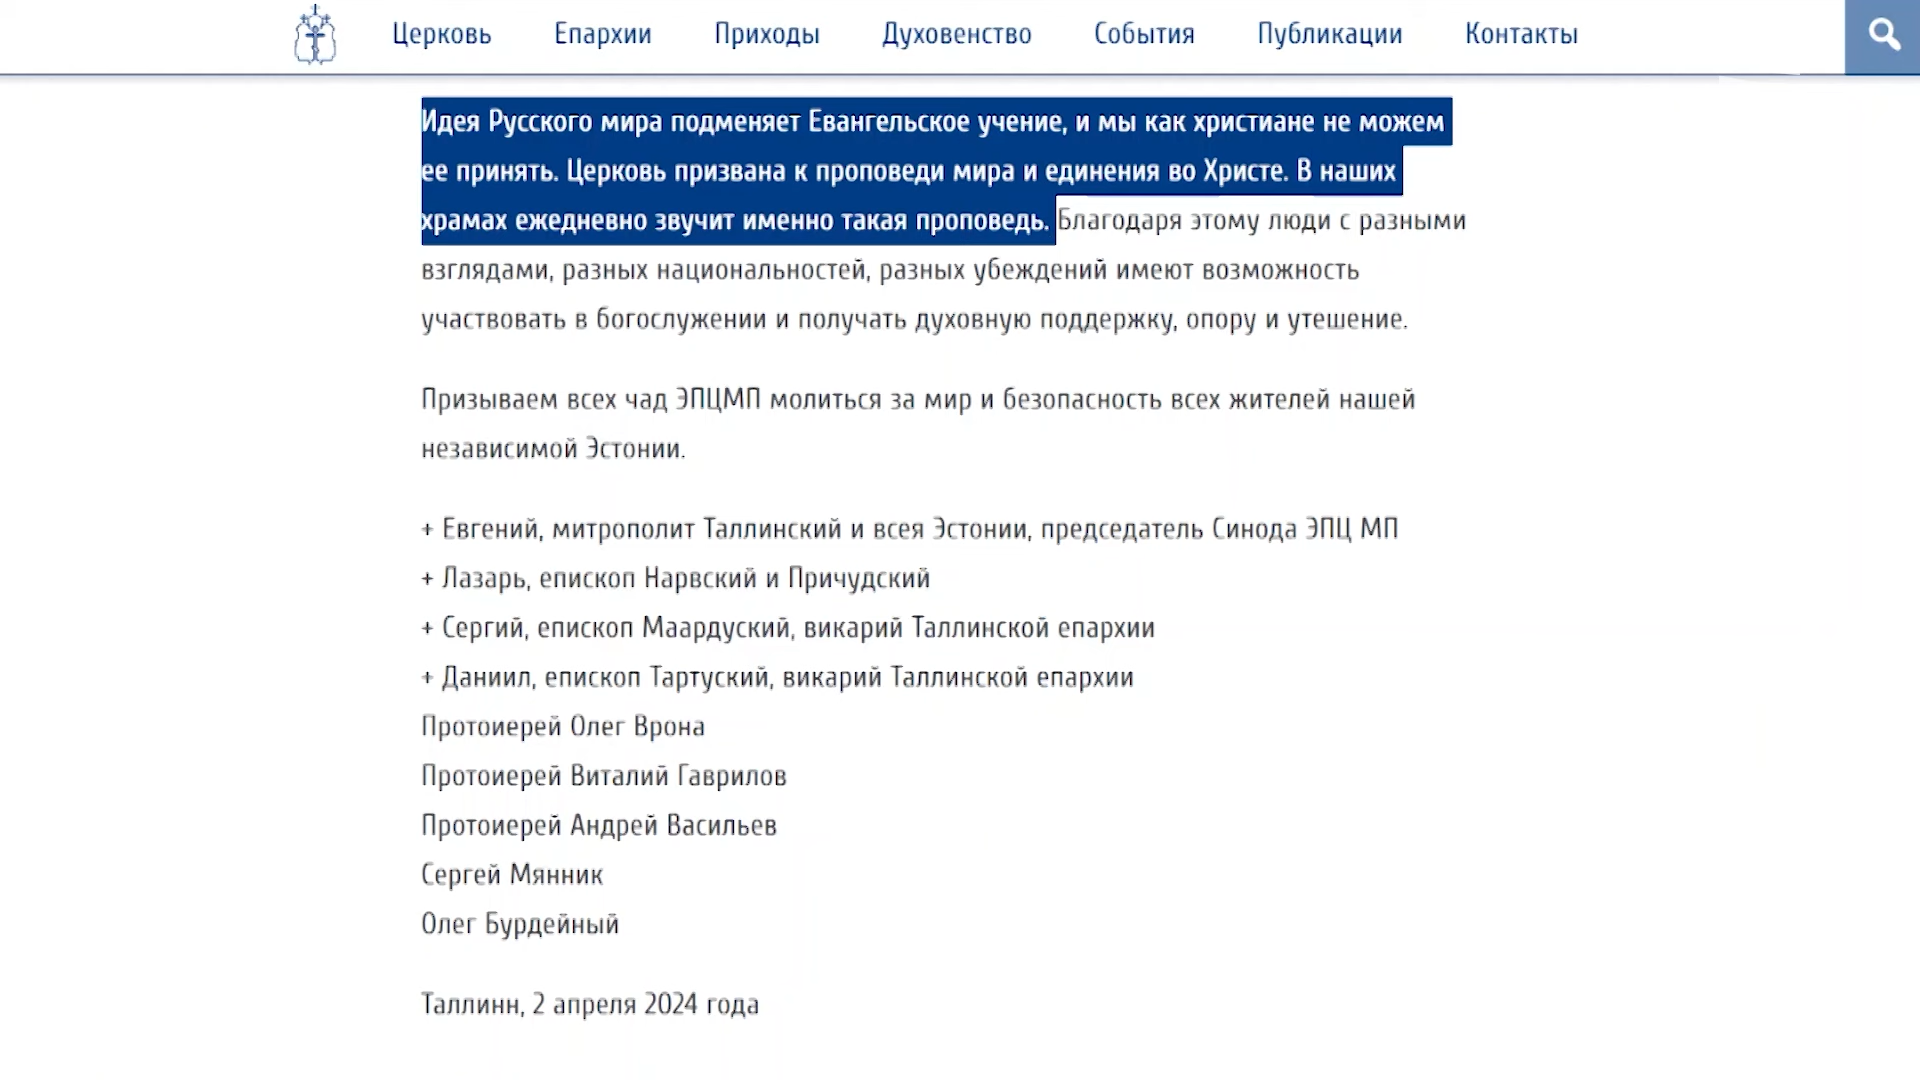 Церковь Епархии Приходы Духовенство События Публикации Контакты
Идея Русского мира подменяет Евангельское учение, и мы как христиане не можем
ее принять. Церковь призвана к проповеди мира и единения во Христе. В наших
храмах ежедневно звучит именно такая проповедь. Благодаря этому люди с разными
взглядами, разных национальностей, разных убеждений имеют возможность
участвовать в богослужении и получать духовную поддержку, опору и утешение.
Призываем всех чад ЭПЦМП молиться за мир и безопасность всех жителей нашей
независимой Эстонии.
+ Евгений, митрополит Таллинский и всея Эстонии, председатель Синода ЭПЦ МП
+ Лазарь, епископ Нарвский и Причудский
+ Сергий, епископ Маардуский, викарий Таллинской епархии
+ Даниил, епископ Тартуский, викарий Таллинской епархии
Протоиерей Олег Врона
Протоиерей Виталий Гаврилов
Протоиерей Андрей Васильев
Сергей Мянник
Олег Бурдейный
Таллинн, 2 апреля 2024 года